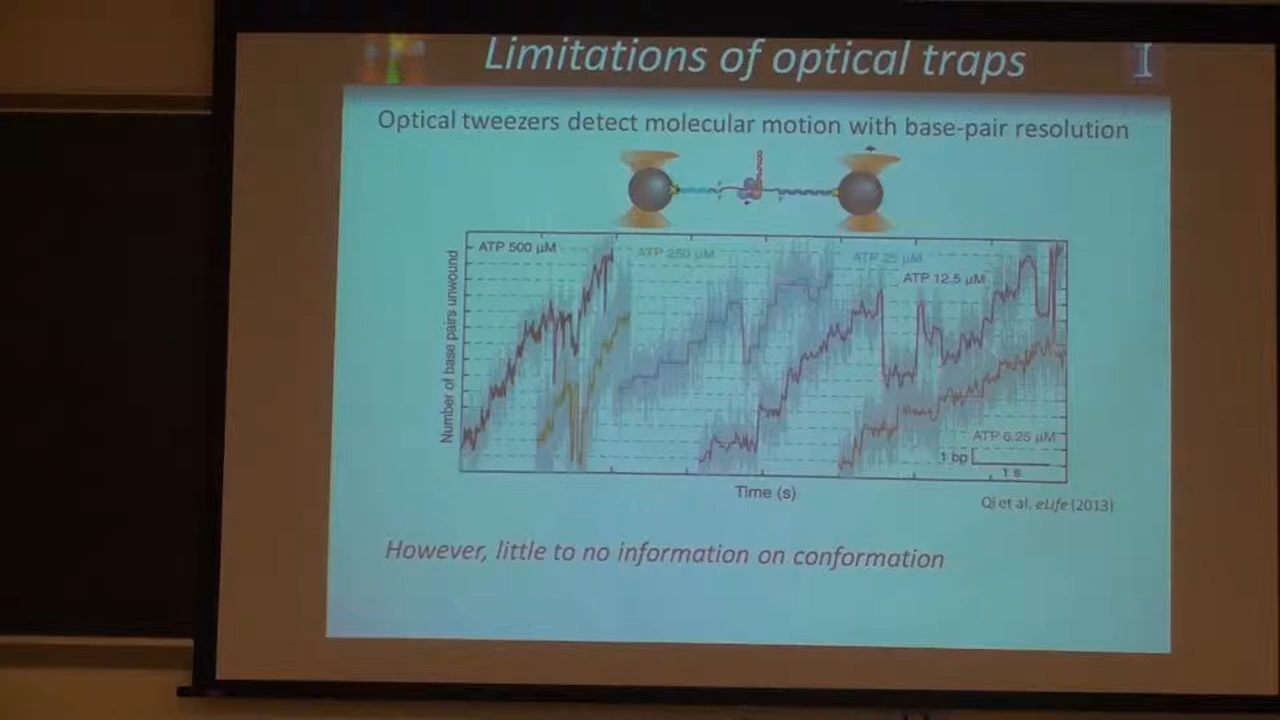 Limitations of optical traps
I
Optical tweezers detect molecular motion with base-pair resolution
Number of base pairs unwound
ATP 500 µM
ATP 250 µM
ATP 25 µM
ATP 12.5 µM
ATP 6.25 µM
1 bp
1 s
Time (s)
Qi et al. eLife (2013)
However, little to no information on conformation